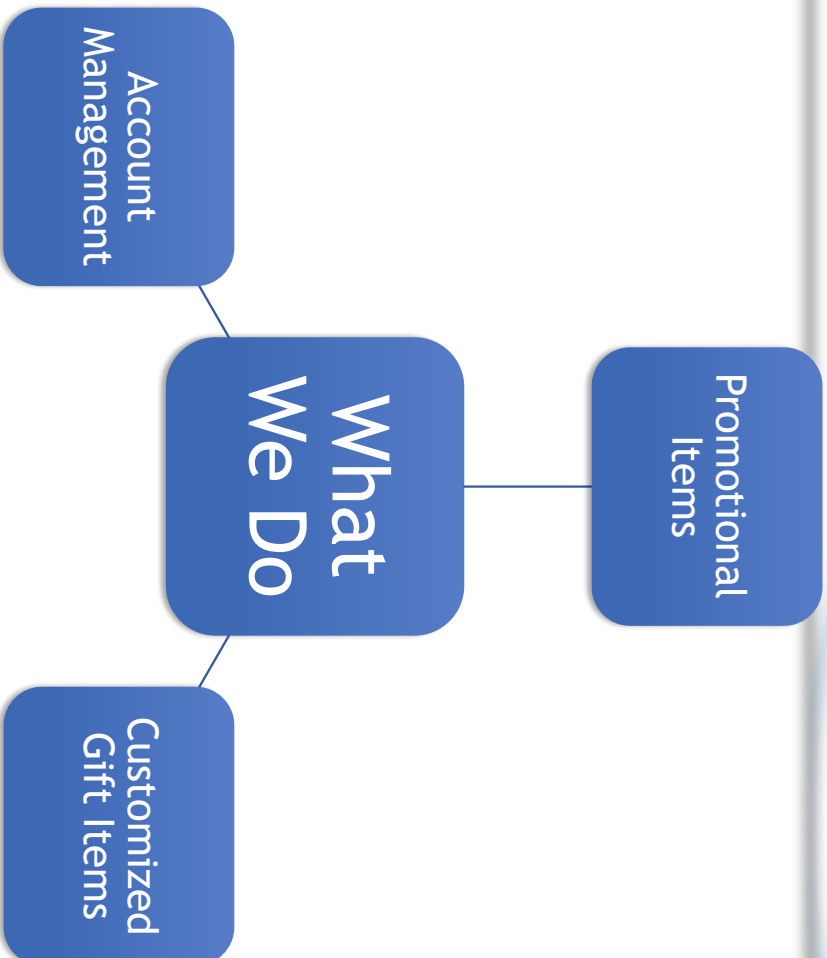 Promotional
Items
What
We Do
Account
Management
Customized
Gift Items